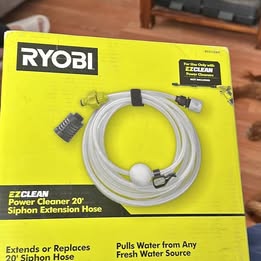 RYOBI
For Use Only with
EZCLEAN
Power Cleaners
EZCLEAN
Power Cleaner 20'
Siphon Extension Hose
Extends or Replaces
20' Siphon Hose
Pulls Water from Any
Fresh Water Source